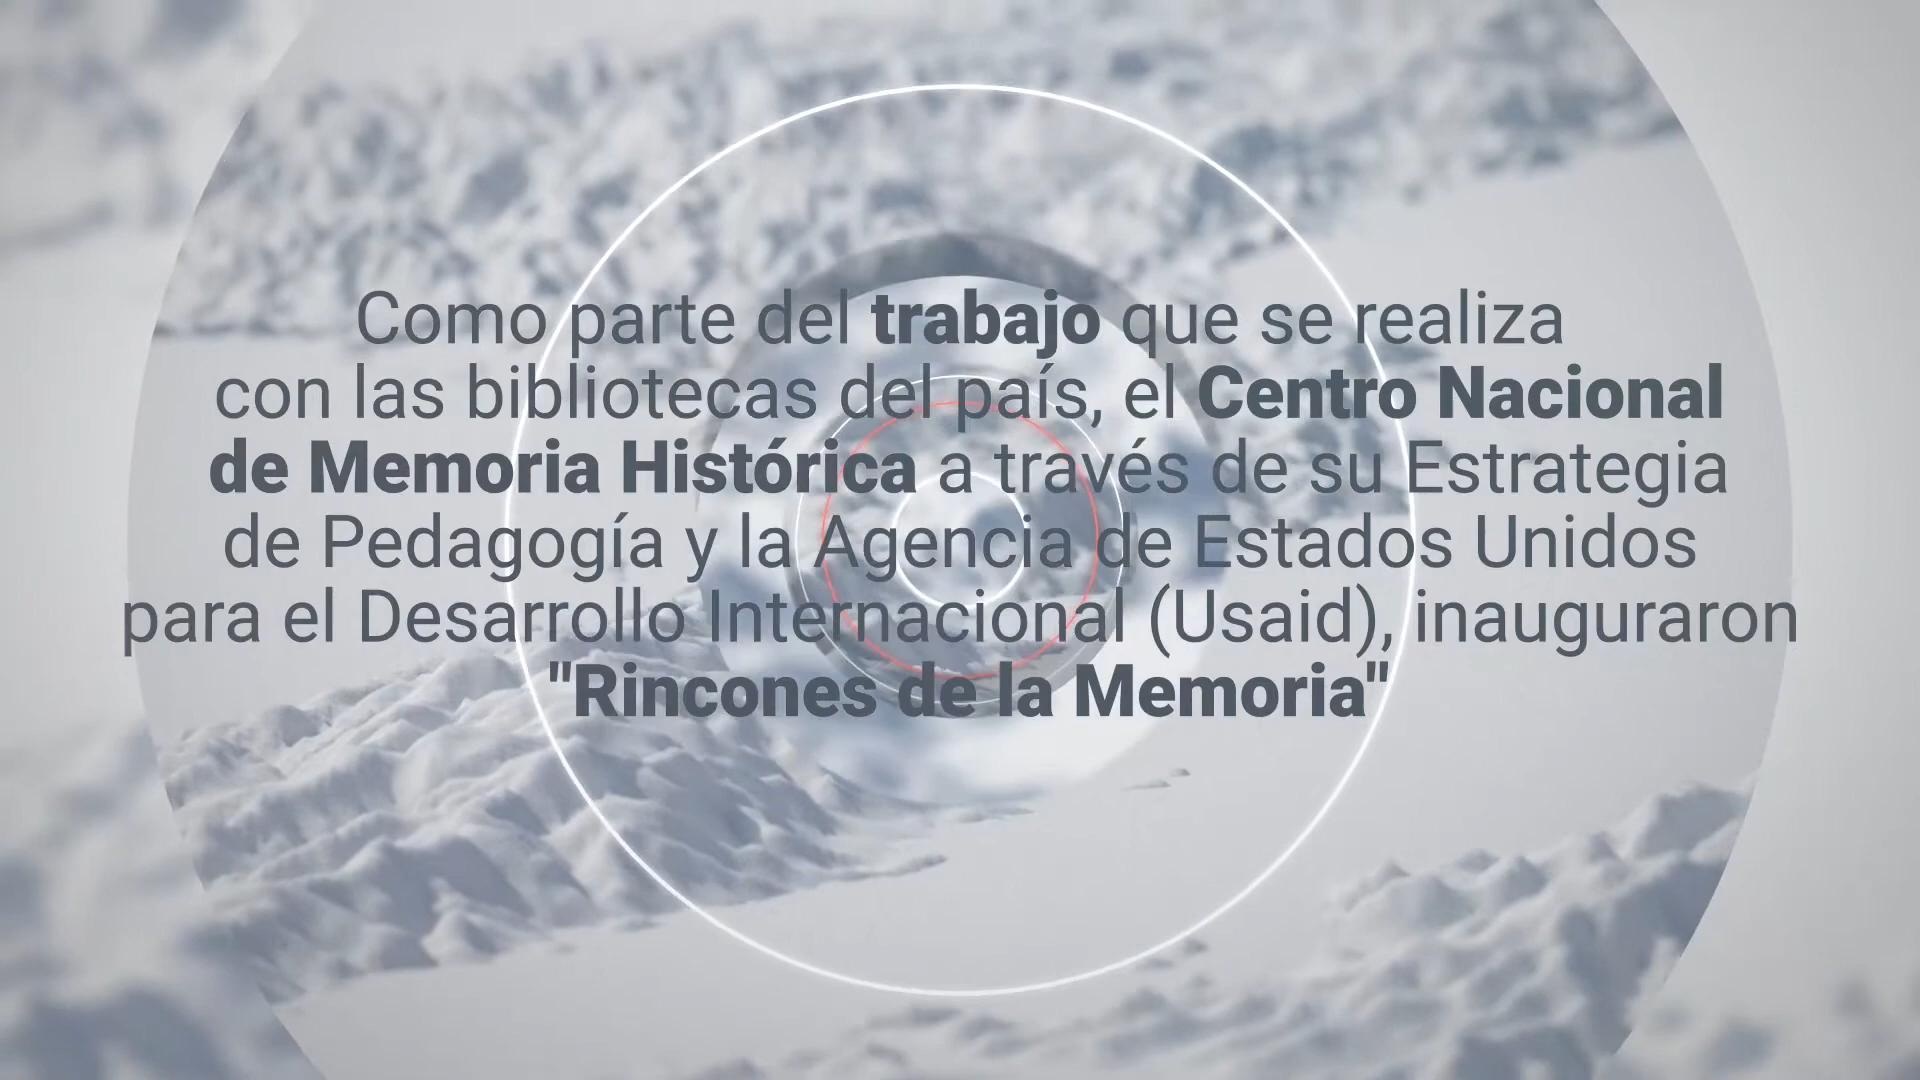 Como parte del trabajo que se realiza
con las bibliotecas del país, el Centro Nacional
de Memoria Histórica a través de su Estrategia
de Pedagogía y la Agencia de Estados Unidos
para el Desarrollo Internacional (Usaid), inauguraron
"Rincones de la Memoria"